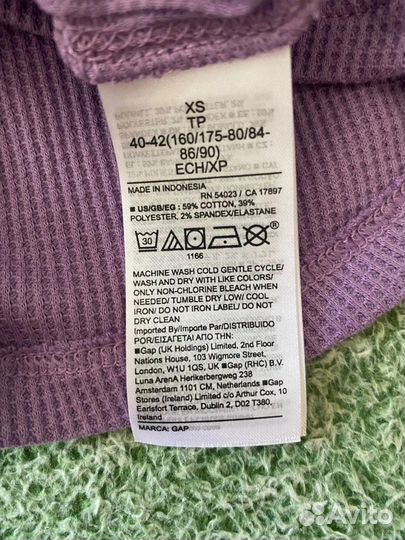 XS
TP
40-42(160/175-80/84-
86/90)
ECH/XP
MADE IN INDONESIA
RN 54023 / CA 17897
■US/GB/EG : 59% COTTON, 39%
POLYESTER, 2% SPANDEX/ELASTANE
30
®
1166
MACHINE WASH COLD GENTLE CYCLE/
WASH AND DRY WITH LIKE COLORS/
ONLY NON-CHLORINE BLEACH WHEN
NEEDED/ TUMBLE DRY LOW/ COOL
IRON/ DO NOT IRON LABEL/ DO NOT
DRY CLEAN
Imported By/Importado Par/DISTRIBUIDO
POR/ΕΙΣΑΓΕΤΑΙ ΑΠΟ:
■Gap (UK Holdings) Limited, 2nd Floor
Nations House, 103 Wigmore Street,
London, W1U 1QS, UK ■Gap (RHC) B.V.
Luna ArenA Herikerbergweg 238
Amsterdam 1101 CM, Netherlands ■Gap
Stores (Ireland) Limited c/o Arthur Cox, 10
Earlsfort Terrace, Dublin 2, D02 T380,
Ireland
MARCA: GAP
Avito